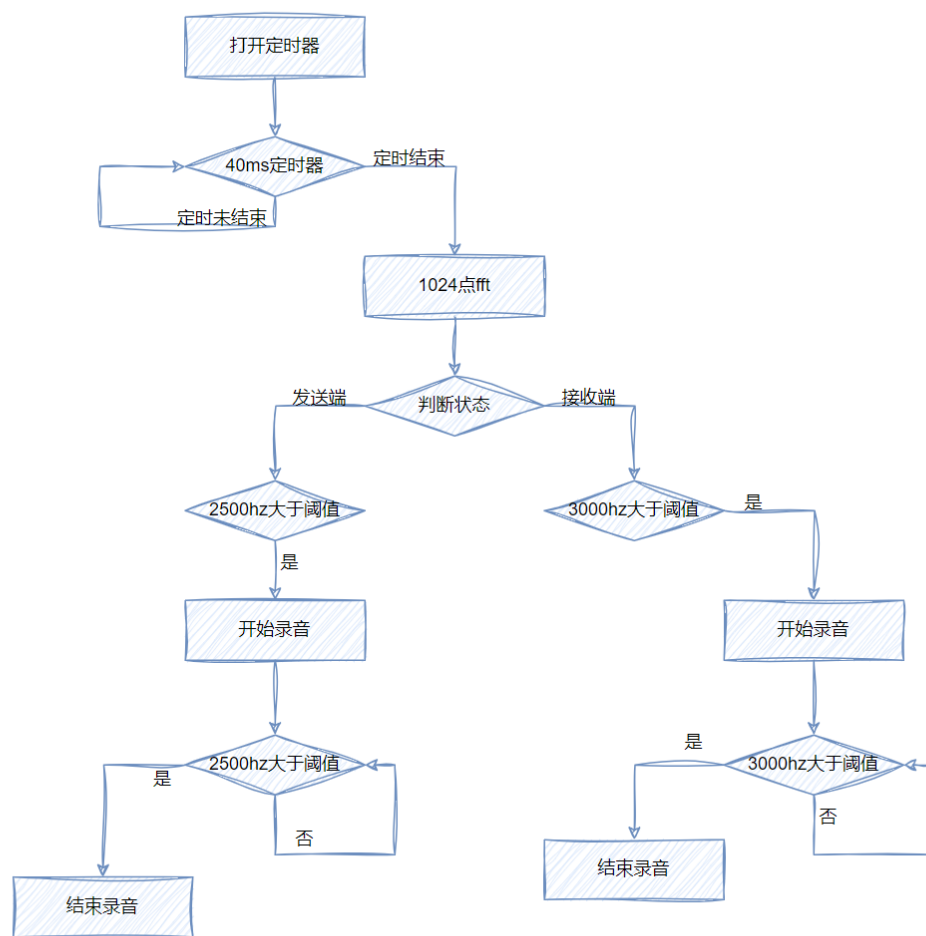 打开定时器
40ms定时器
定时结束
定时未结束
1024点fft
发送端
判断状态
接收端
2500hz大于阈值
3000hz大于阈值
是
是
开始录音
开始录音
2500hz大于阈值
3000hz大于阈值
是
是
否
否
结束录音
结束录音